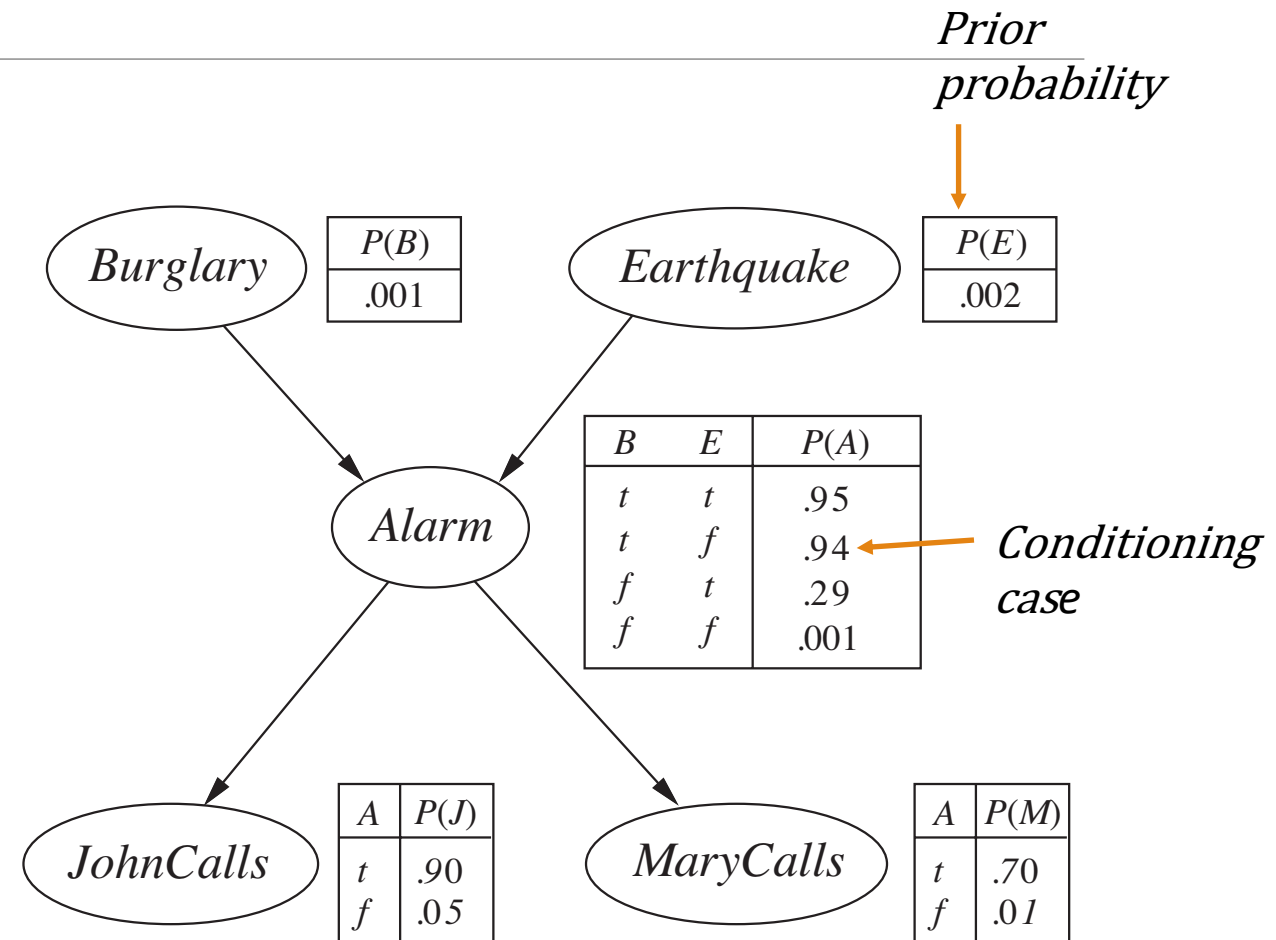 Prior
probability
Burglary
P(B)
.001
Earthquake
P(E)
.002
B E P(A)
t t .95
t f .94
f t .29
f f .001
Alarm
Conditioning
case
JohnCalls
A P(J)
t .90
f .05
MaryCalls
A P(M)
t .70
f .01